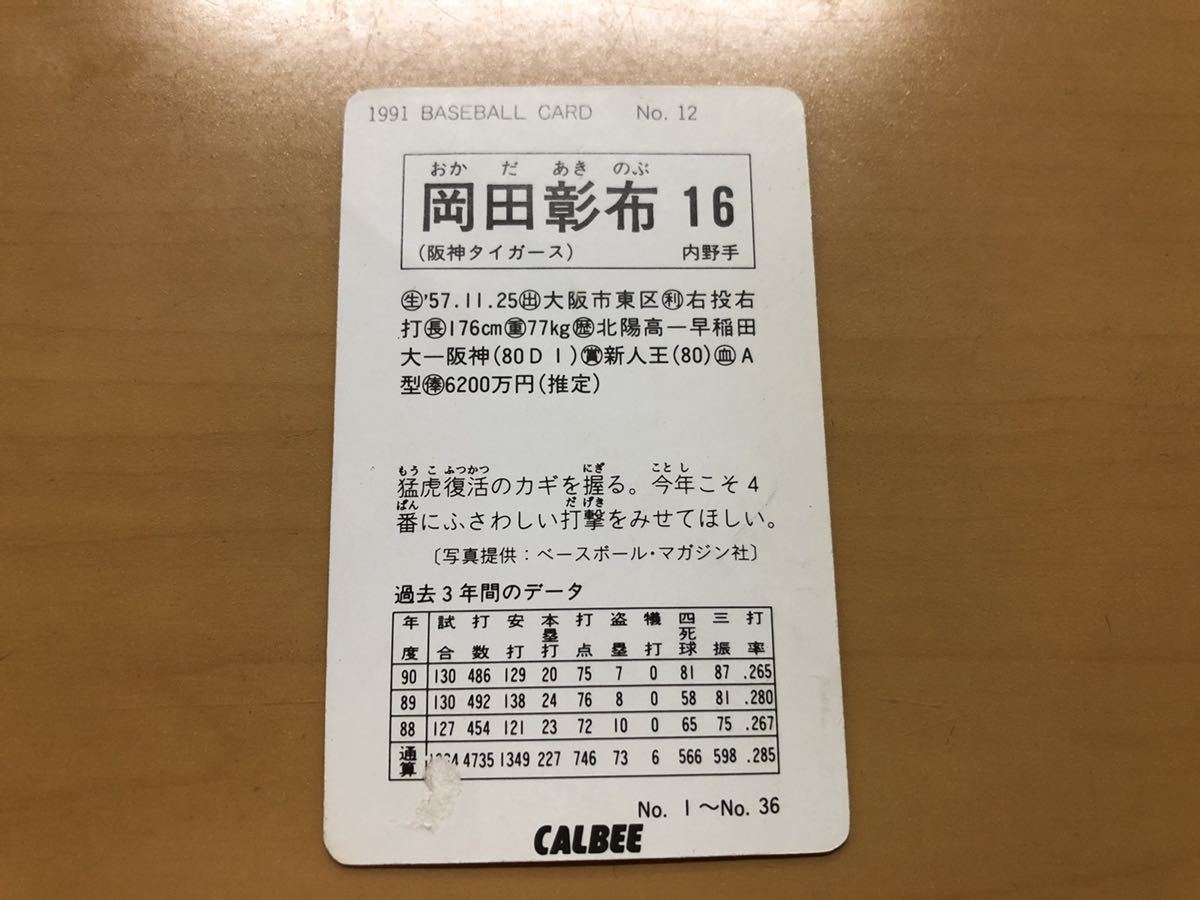 1991 BASEBALL CARD No. 12
おか だ あき のぶ
岡田彰布 16
(阪神タイガース) 内野手
㊤'57.11.25㊤大阪市東区㊤右投右
打㊤176cm㊤77kg㊤北陽高ー早稲田
大ー阪神(80D1)㊤新人王(80)㊤A
型㊤6200万円(推定)
もう こ ふっかつ にぎ ことし
猛虎復活のカギを握る。今年こそ4
ばん だ げき
番にふさわしい打撃をみせてほしい。
〔写真提供:ベースボール・マガジン社〕
過去3年間のデータ
年度 試合 打数 安打 本塁打 打点 盗塁 犠打 四死球 三振 打率
90 130 486 129 20 75 7 0 81 87 .265
89 130 492 138 24 76 8 0 58 81 .280
88 127 454 121 23 72 10 0 65 75 .267
通算 4735 1349 227 746 73 6 566 598 .285
No. 1〜No. 36
CALBEE